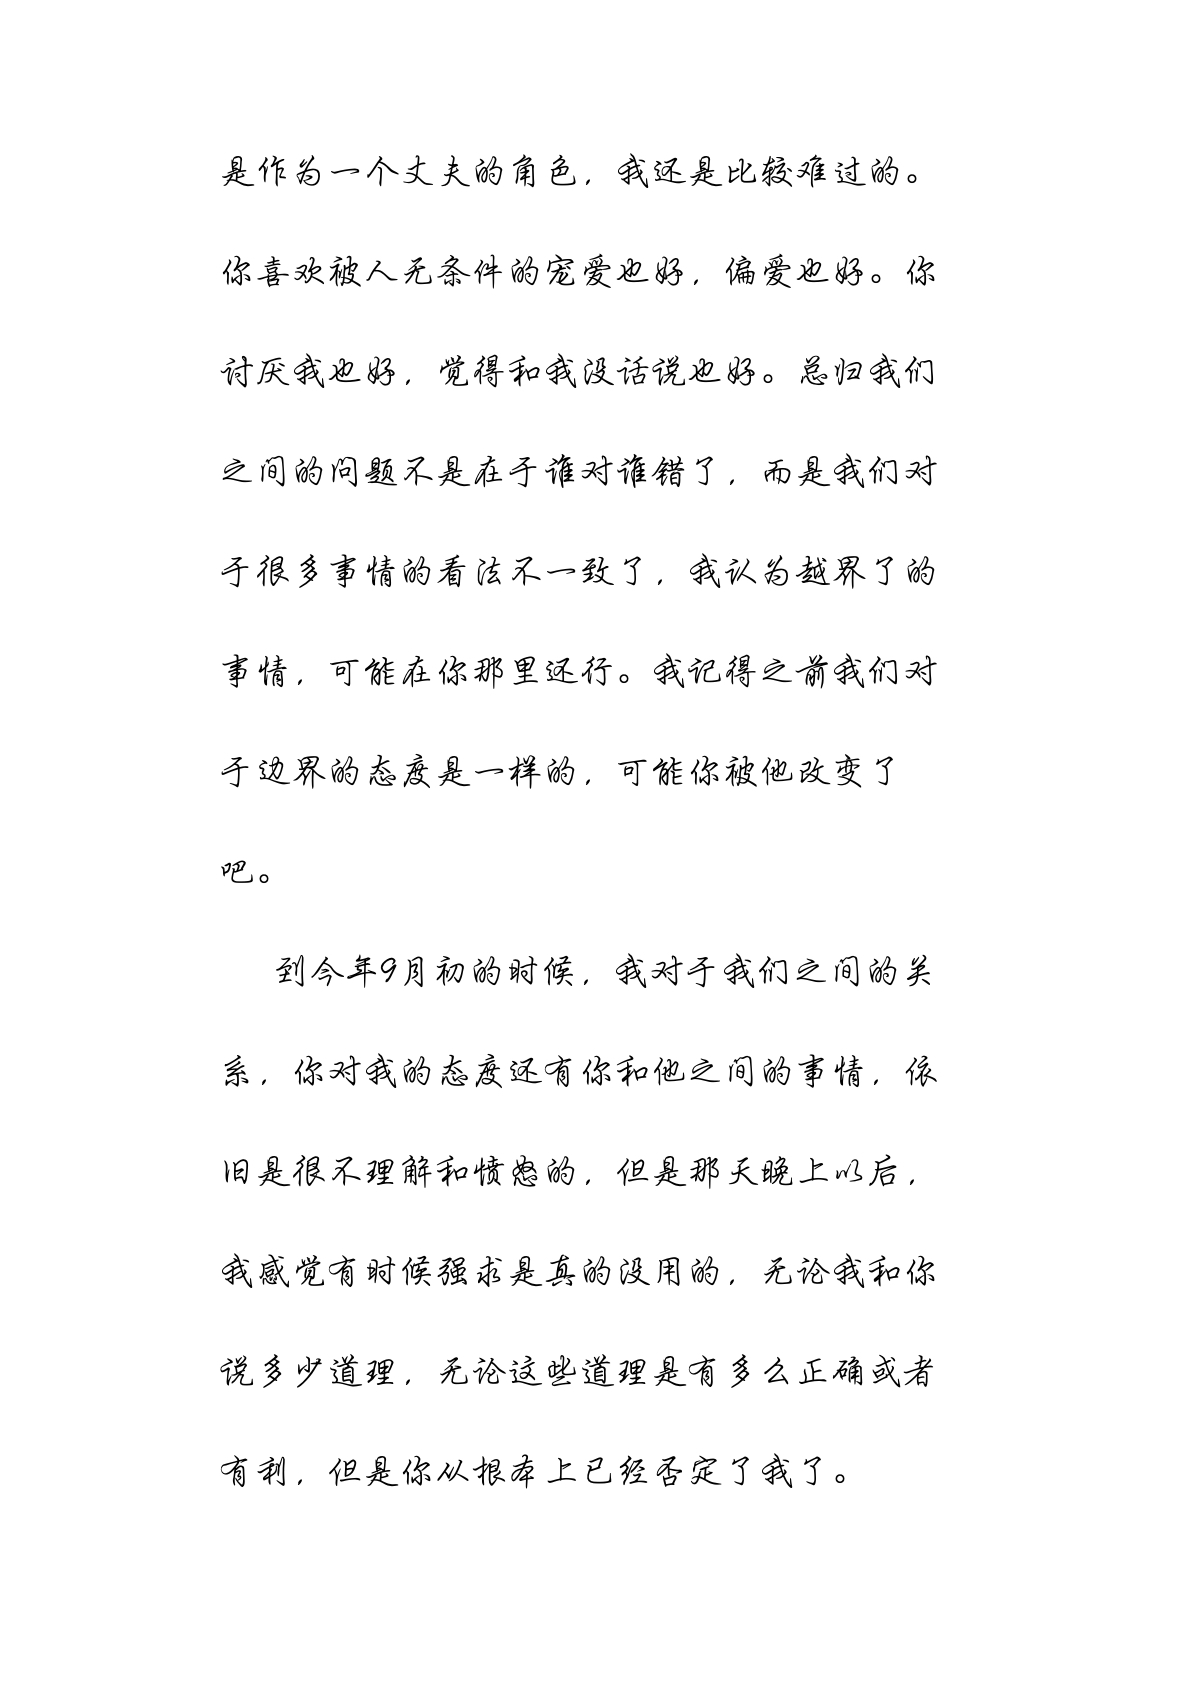 是作为一个丈夫的角色，我还是比较难过的。
你喜欢被人无条件的宠爱也好，偏爱也好。你
讨厌我也好，觉得和我没话说也好。总归我们
之间的问题不是在于谁对谁错了，而是我们对
于很多事情的看法不一致了，我认为越界了的
事情，可能在你那里还行。我记得之前我们对
于边界的态度是一样的，可能你被他改变了
吧。
到今年9月初的时候，我对于我们之间的关
系，你对我的态度还有你和他之间的事情，依
旧是很不理解和愤怒的，但是那天晚上以后，
我感觉有时候强求是真的没用的，无论我和你
说多少道理，无论这些道理是有多么正确或者
有利，但是你从根本上已经否定了我了。